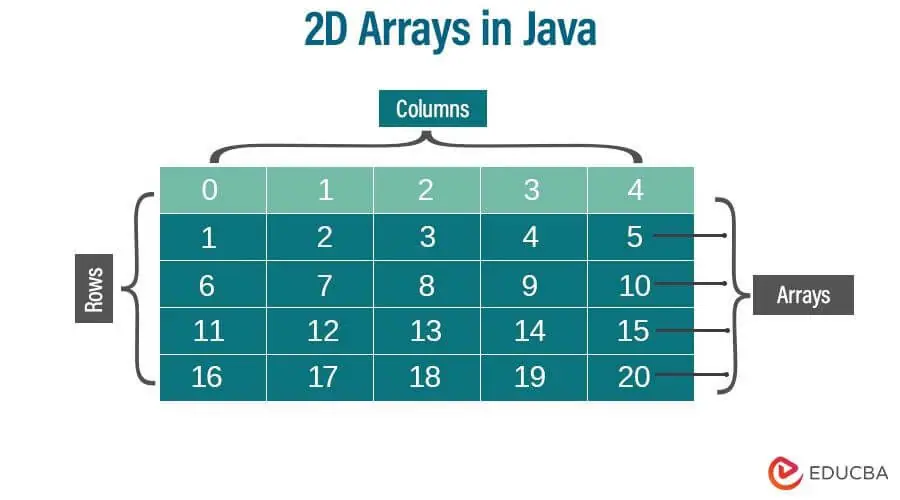 2D Arrays in Java
Columns
0 1 2 3 4
1 2 3 4 5
Rows
6 7 8 9 10
Arrays
11 12 13 14 15
16 17 18 19 20
EDUCBA